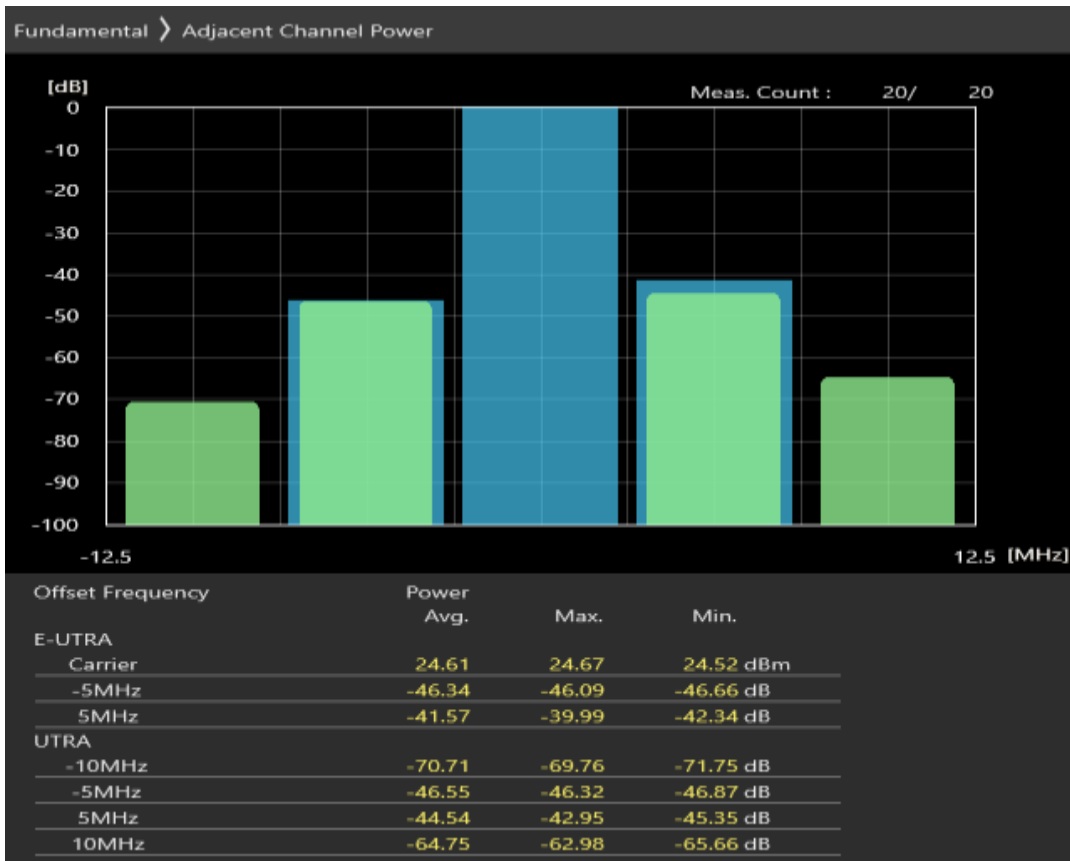 Fundamental 〉 Adjacent Channel Power
[dB]
Meas. Count : 20/ 20
0
-10
-20
-30
-40
-50
-60
-70
-80
-90
-100
-12.5 12.5 [MHz]
Offset Frequency Power
Avg. Max. Min.
E-UTRA
Carrier 24.61 24.67 24.52 dBm
-5MHz -46.34 -46.09 -46.66 dB
5MHz -41.57 -39.99 -42.34 dB
UTRA
-10MHz -70.71 -69.76 -71.75 dB
-5MHz -46.55 -46.32 -46.87 dB
5MHz -44.54 -42.95 -45.35 dB
10MHz -64.75 -62.98 -65.66 dB